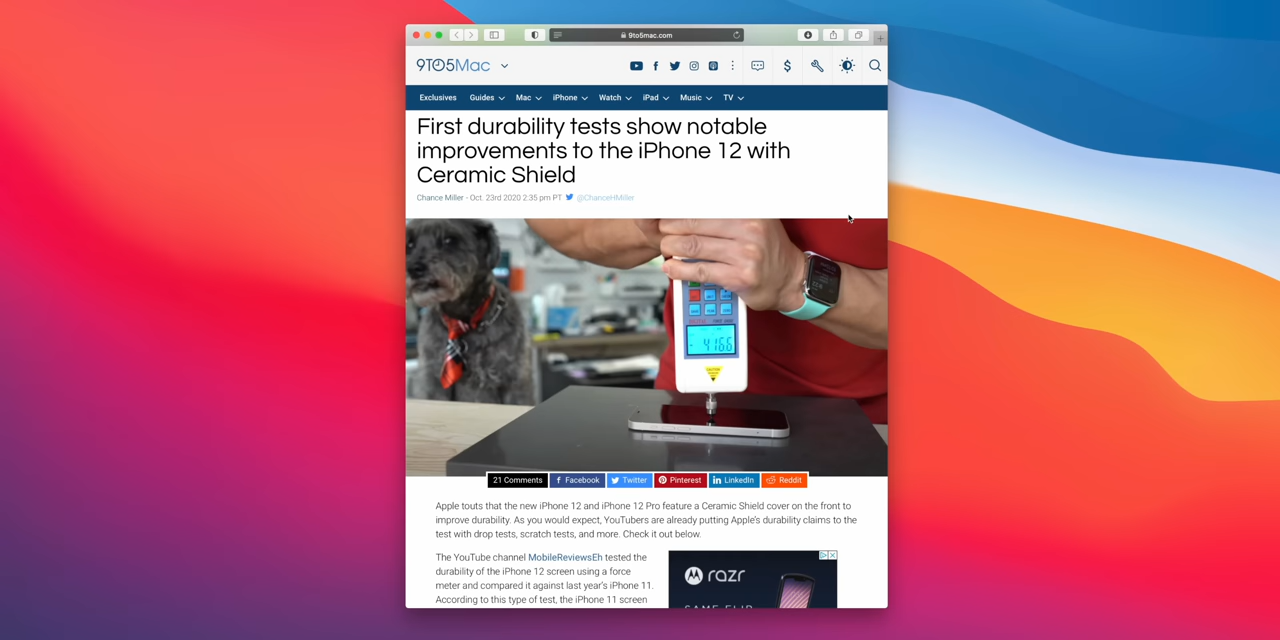 9to5mac.com
9TO5Mac
$
Exclusives Guides Mac iPhone Watch iPad Music TV
First durability tests show notable
improvements to the iPhone 12 with
Ceramic Shield
Chance Miller - Oct. 23rd 2020 2:35 pm PT @ChanceHMiller
- 416.6
21 Comments Facebook Twitter Pinterest LinkedIn Reddit
Apple touts that the new iPhone 12 and iPhone 12 Pro feature a Ceramic Shield cover on the front to
improve durability. As you would expect, YouTubers are already putting Apple's durability claims to the
test with drop tests, scratch tests, and more. Check it out below.
The YouTube channel MobileReviewsEh tested the
durability of the iPhone 12 screen using a force
meter and compared it against last year's iPhone 11.
According to this type of test, the iPhone 11 screen
razr
SAME FLIP